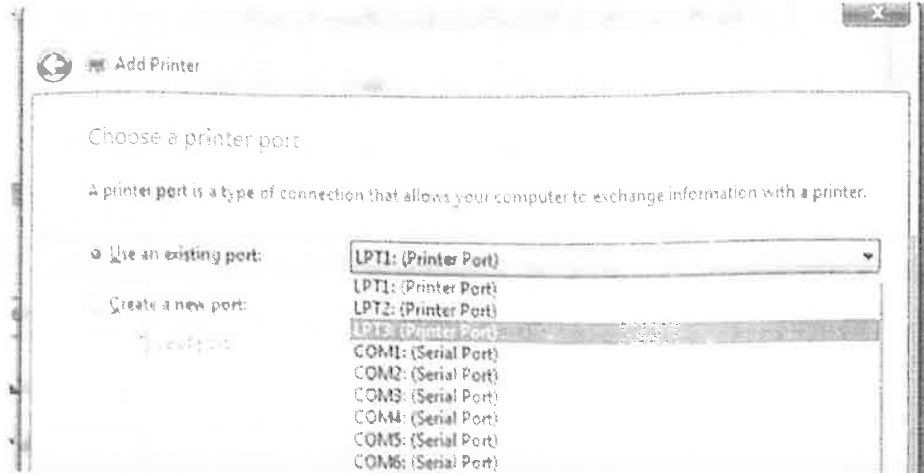 X
Add Printer
Choose a printer port
A printer port is a type of connection that allows your computer to exchange information with a printer.
Use an existing port:
LPT1: (Printer Port)
Create a new port:
LPT1: (Printer Port)
LPT2: (Printer Port)
LPT3: (Printer Port)
COM1: (Serial Port)
COM2: (Serial Port)
COM3: (Serial Port)
COM4: (Serial Port)
COM5: (Serial Port)
COM6: (Serial Port)